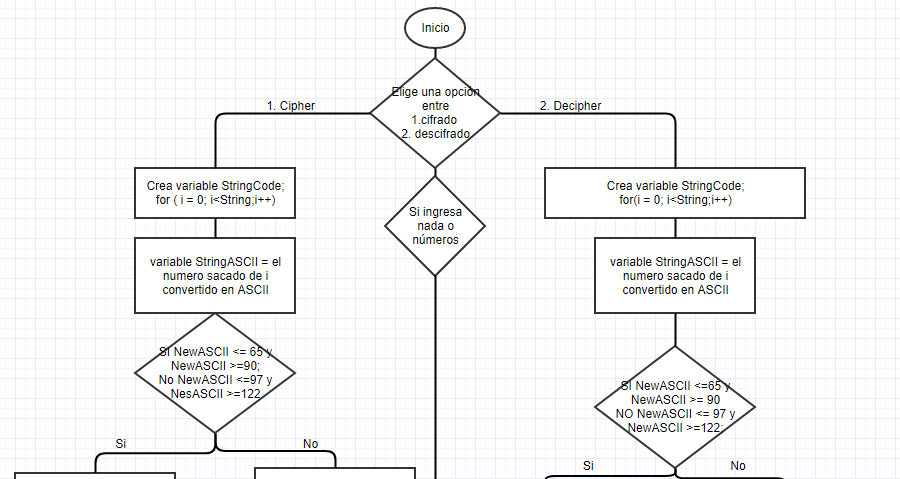 Inicio
Elige una opción
entre
1.cifrado
2. descifrado
1. Cipher
2. Decipher
Crea variable StringCode;
for ( i = 0; i<String;i++)
Si ingresa
nada o
números
Crea variable StringCode;
for(i = 0; i<String;i++)
variable StringASCII = el
numero sacado de i
convertido en ASCII
variable StringASCII = el
numero sacado de i
convertido en ASCII
SI NewASCII <= 65 y
NewASCII >=90;
No NewASCII <=97 y
NesASCII >=122
SI NewASCII <=65 y
NewASCII >= 90
NO NewASCII <= 97 y
NewASCII >=122;
Si
No
Si
No